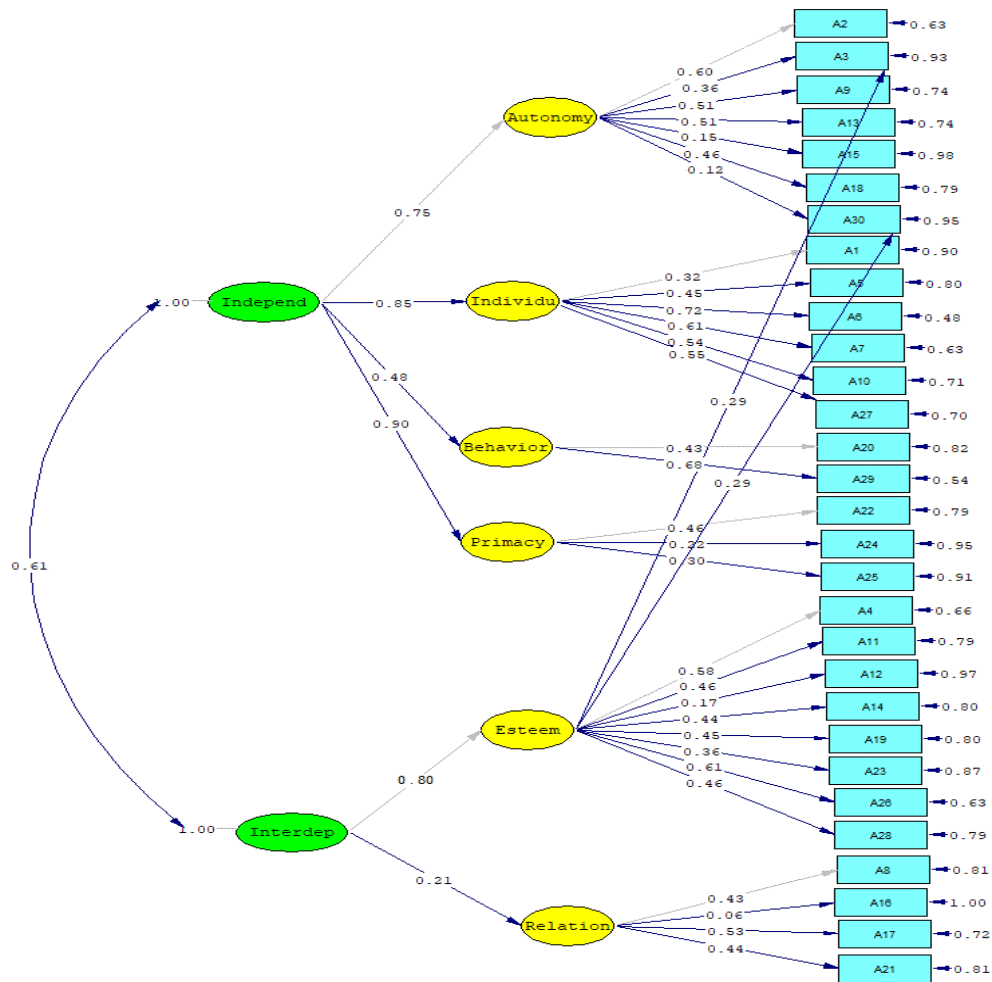 A2 0.63
A3 0.93
0.60
0.36
A9 0.74
0.51
Autonomy
0.51
A13 0.74
0.15
A15 0.98
0.46
0.12
A18 0.79
0.75
A30 0.95
A1 0.90
0.32
1.00 Independ 0.85 Individu 0.45 A5 0.80
0.72
A6 0.48
0.61
0.54
A7 0.63
0.55
0.48
A10 0.71
0.29
A27 0.70
0.90
Behavior 0.43 A20 0.82
0.68
A29 0.54
0.29
A22 0.79
0.46
Primacy 0.22 A24 0.95
0.30
0.61
A25 0.91
A4 0.66
A11 0.79
0.58
A12 0.97
0.46
0.17
A14 0.80
0.44
Esteem
0.45 A19 0.80
0.36
0.61 A23 0.87
0.80 0.46
A26 0.63
1.00 Interdep
A28 0.79
A8 0.81
0.21
0.43
A16 1.00
0.06
Relation 0.53 A17 0.72
0.44
A21 0.81